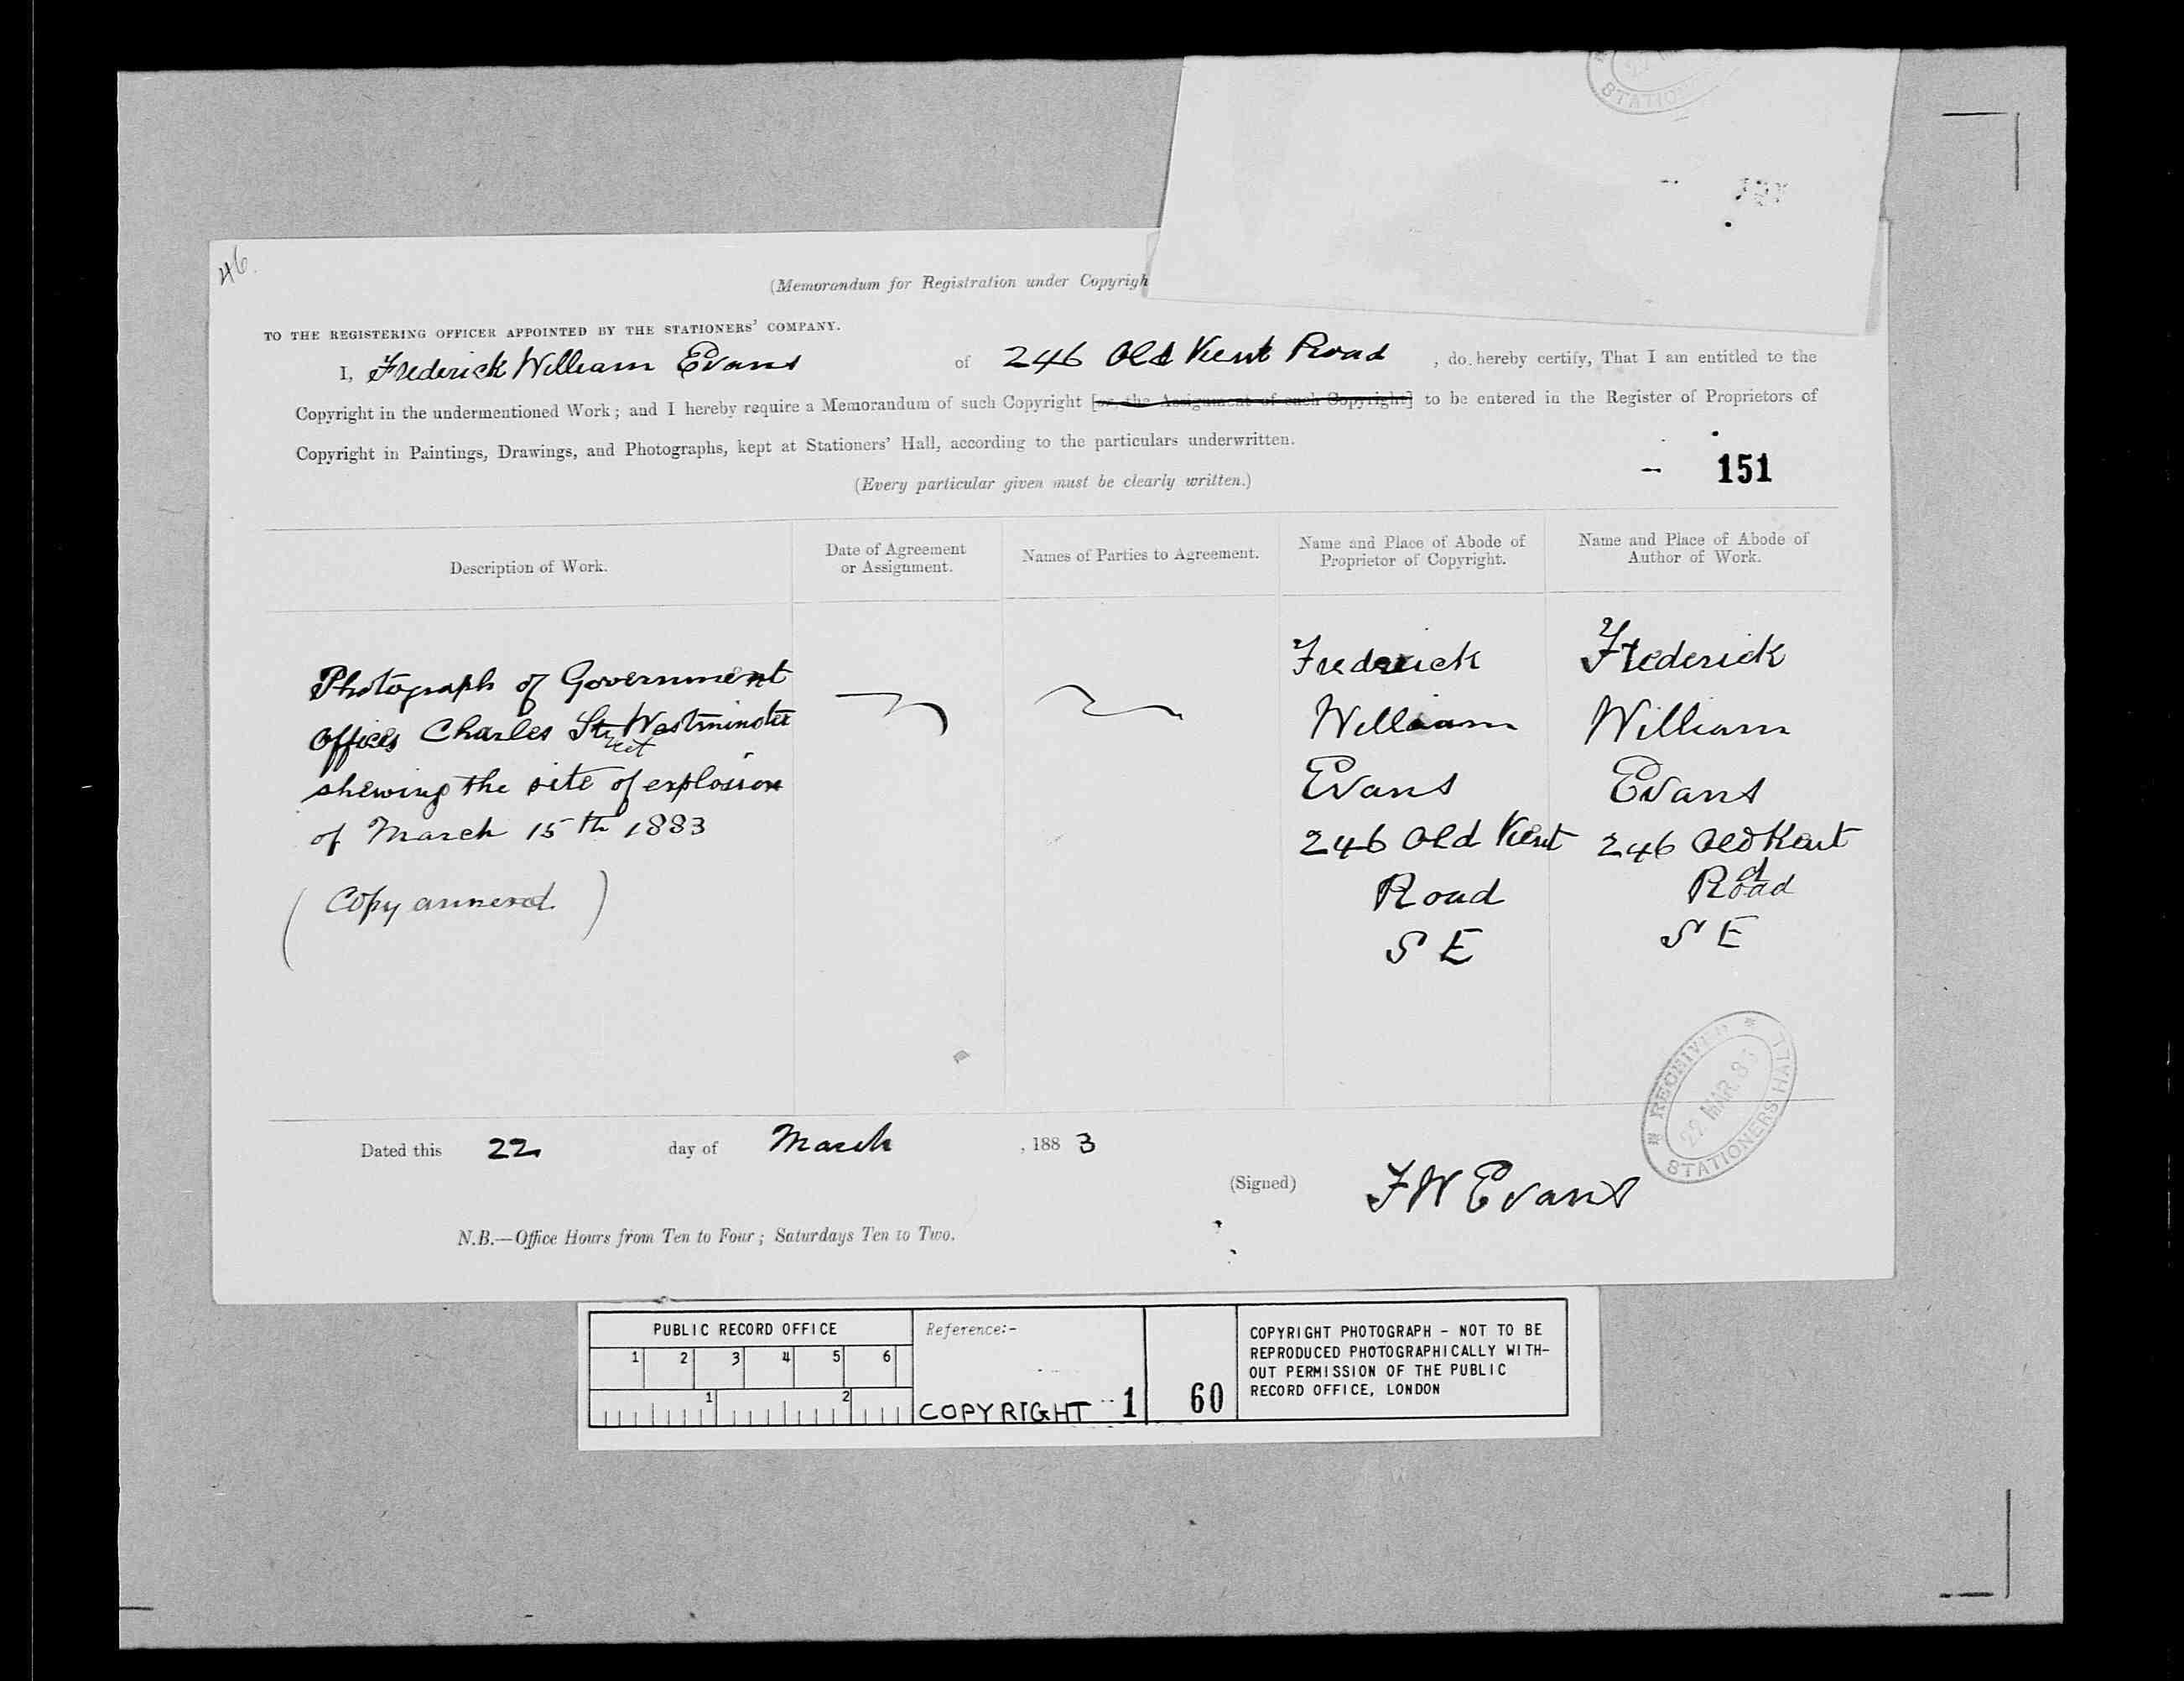 STATIO
46.
(Memorandum for Registration under Copyrigh
TO THE REGISTERING OFFICER APPOINTED BY THE STATIONERS' COMPANY.
I, Frederick William Evans of 246 Old Kent Road, do hereby certify, That I am entitled to the
Copyright in the undermentioned Work; and I hereby require a Memorandum of such Copyright [or, the Assignment of such Copyright] to be entered in the Register of Proprietors of
Copyright in Paintings, Drawings, and Photographs, kept at Stationers' Hall, according to the particulars underwritten.
- 151
(Every particular given must be clearly written.)
Description of Work.
Date of Agreement
or Assignment.
Names of Parties to Agreement.
Name and Place of Abode of
Proprietor of Copyright.
Name and Place of Abode of
Author of Work.
Photograph of Government
Offices Charles Street Westminster
shewing the site of explosion
of March 15th 1883
(Copy annexed)
Frederick
William
Evans
246 Old Kent
Road
S E
Frederick
William
Evans
246 Old Kent
Road
S E
* RECEIVED *
22 MAR. 83
STATIONERS HALL
Dated this 22 day of March, 188 3
(Signed) F W Evans
N.B.—Office Hours from Ten to Four; Saturdays Ten to Two.
PUBLIC RECORD OFFICE
1 2 3 4 5 6
1 2
Reference:-
COPYRIGHT 1
60
COPYRIGHT PHOTOGRAPH - NOT TO BE
REPRODUCED PHOTOGRAPHICALLY WITH-
OUT PERMISSION OF THE PUBLIC
RECORD OFFICE, LONDON